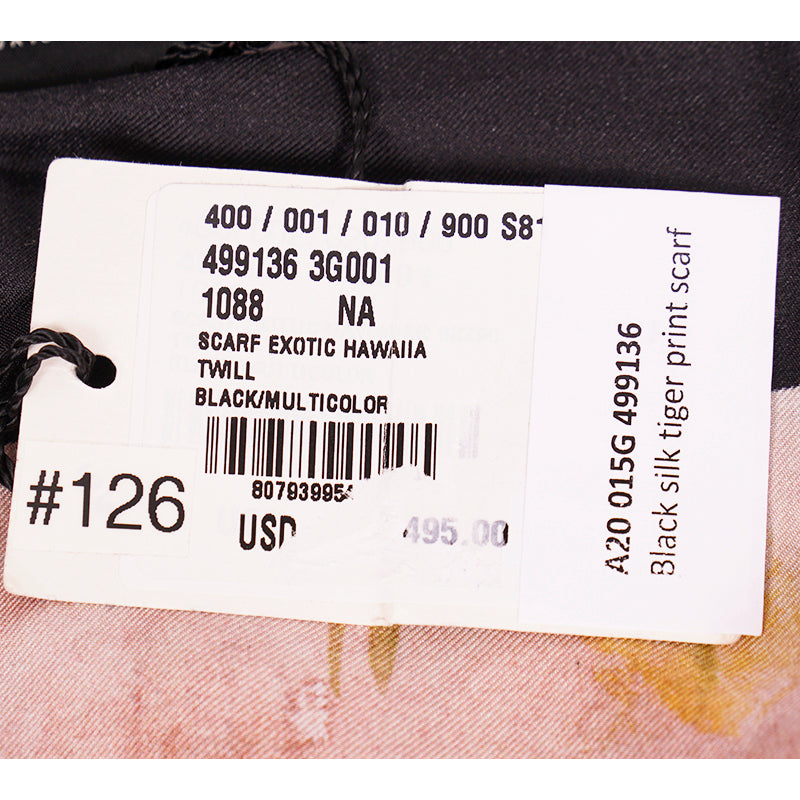 400 / 001 / 010 / 900 S81
499136 3G001
1088 NA
SCARF EXOTIC HAWAIIA
TWILL
BLACK/MULTICOLOR
8079399
USD 495.00
#126
A20 015G 499136
Black silk tiger print scarf